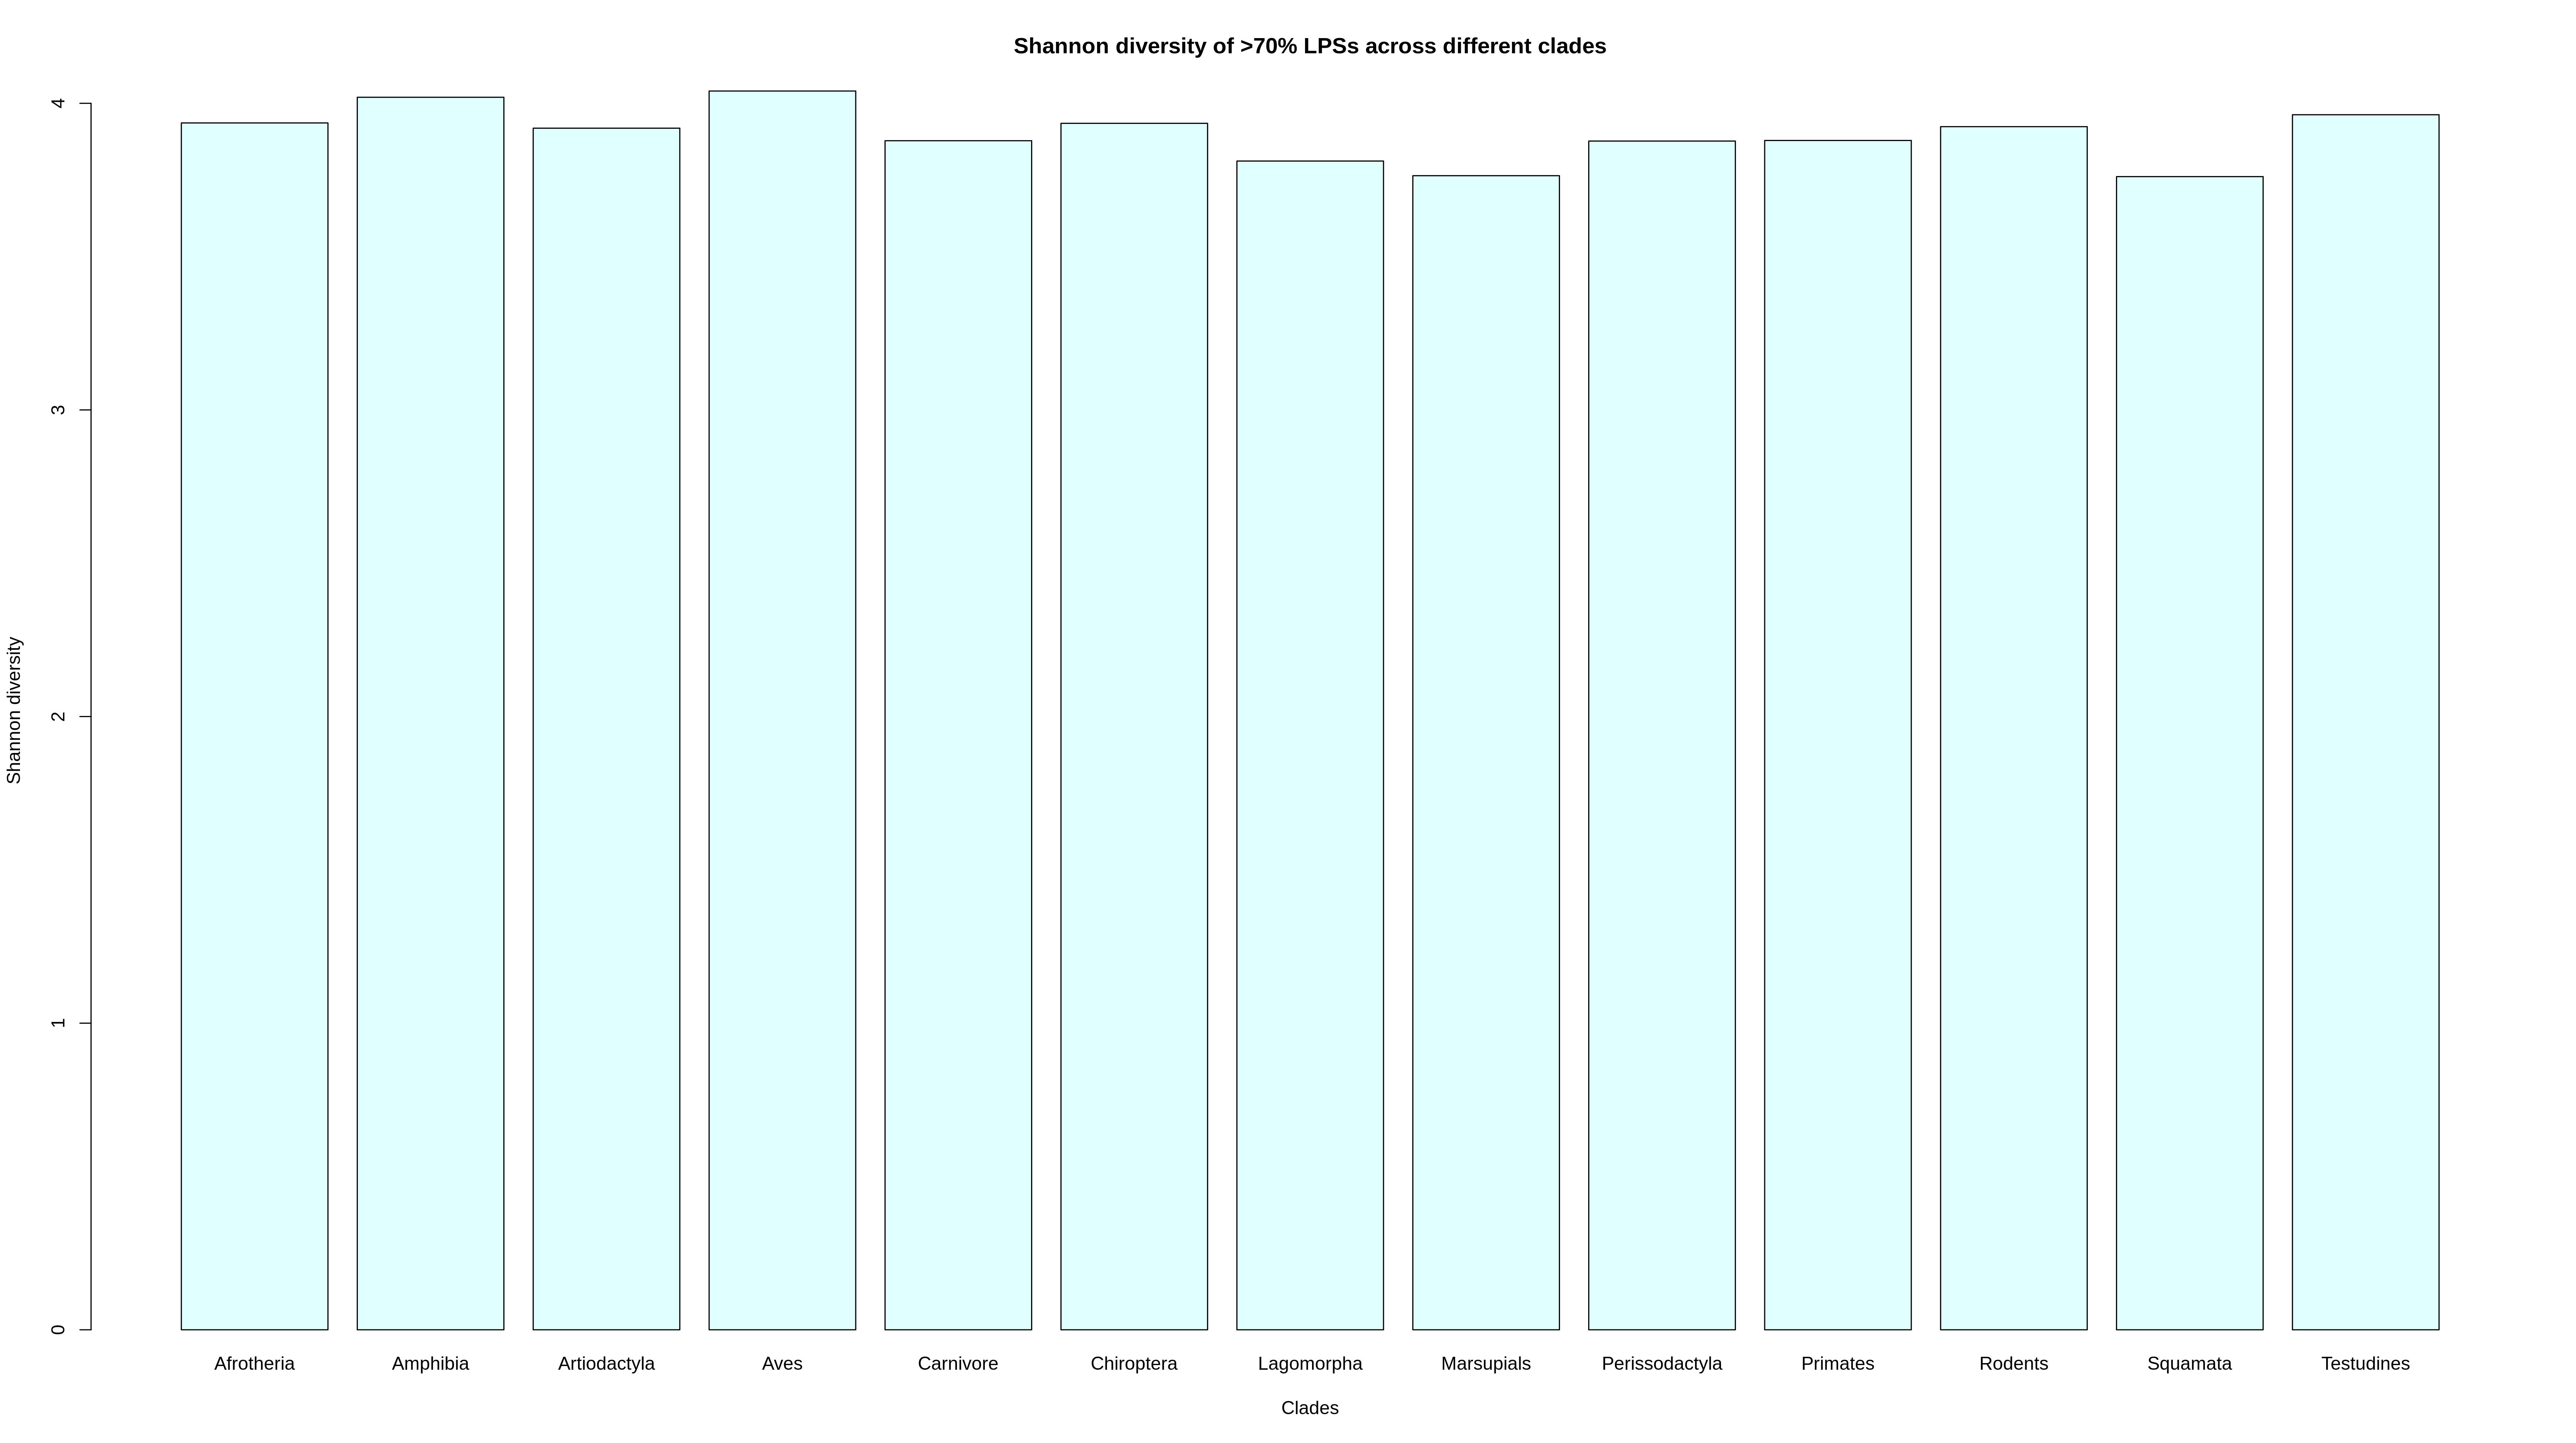 Shannon diversity of >70% LPSs across different clades
4
3
2
1
0
Shannon diversity
Afrotheria
Amphibia
Artiodactyla
Aves
Carnivore
Chiroptera
Lagomorpha
Marsupials
Perissodactyla
Primates
Rodents
Squamata
Testudines
Clades